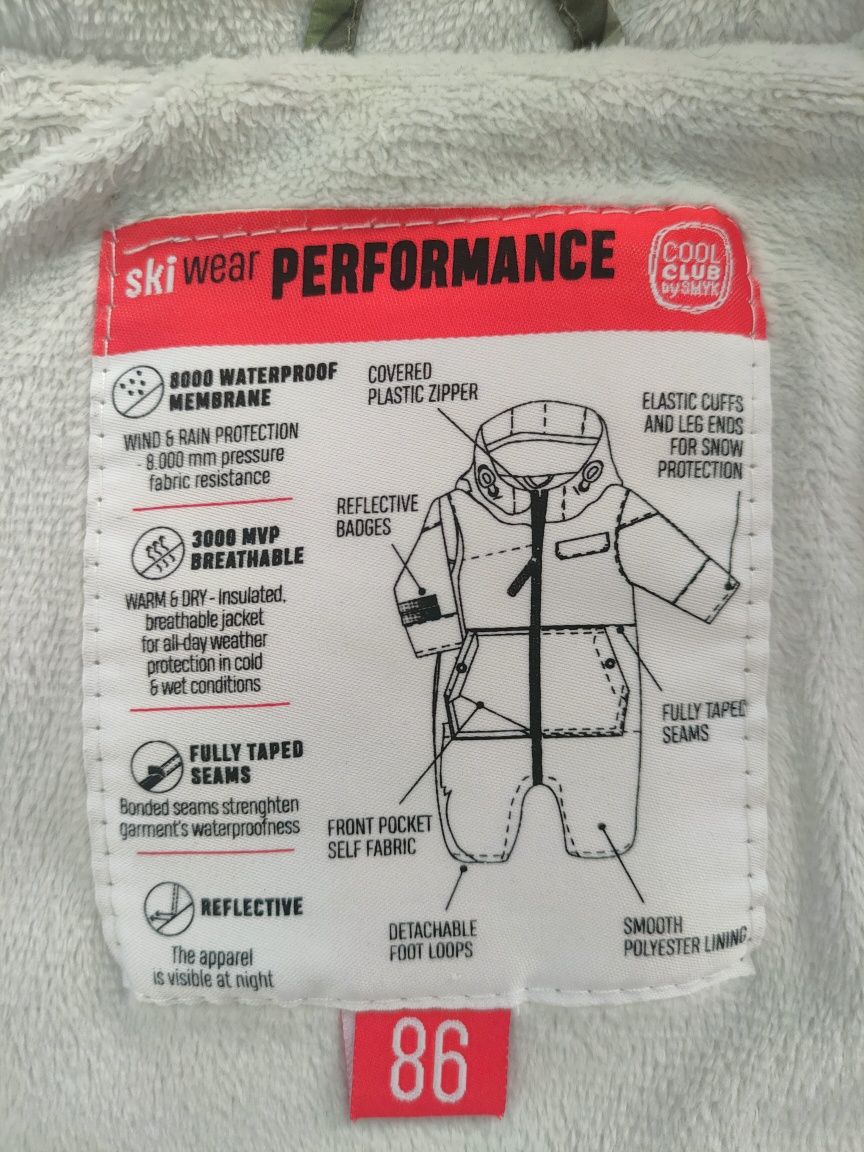 ski wear PERFORMANCE
COOL
CLUB
by SMYK
8000 WATERPROOF
MEMBRANE
WIND & RAIN PROTECTION
- 8.000 mm pressure
fabric resistance
3000 MVP
BREATHABLE
WARM & DRY - Insulated,
breathable jacket
for all-day weather
protection in cold
& wet conditions
FULLY TAPED
SEAMS
Bonded seams strenghten
garment's waterproofness
REFLECTIVE
The apparel
is visible at night
COVERED
PLASTIC ZIPPER
ELASTIC CUFFS
AND LEG ENDS
FOR SNOW
PROTECTION
REFLECTIVE
BADGES
FULLY TAPED
SEAMS
FRONT POCKET
SELF FABRIC
DETACHABLE
FOOT LOOPS
SMOOTH
POLYESTER LINING
86